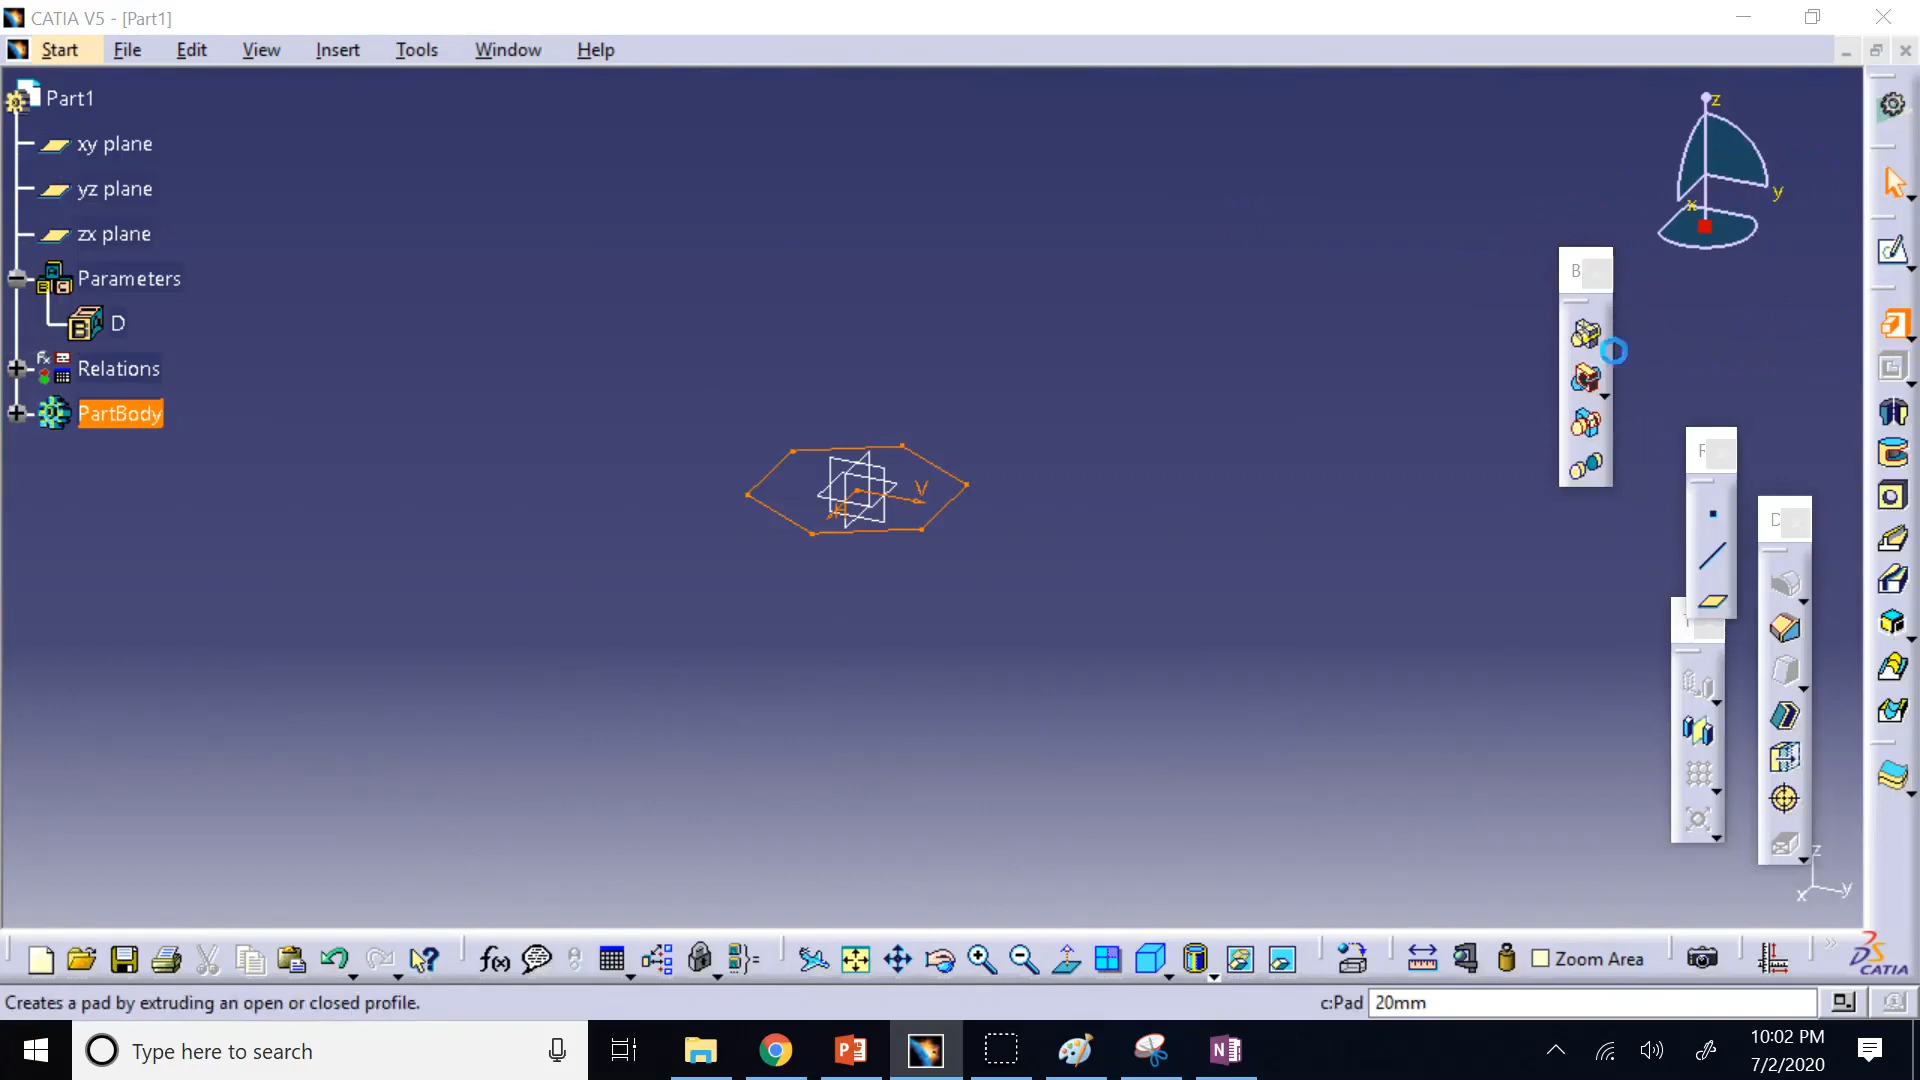 CATIA V5 - [Part1]
Start File Edit View Insert Tools Window Help
Part1
xy plane
yz plane
zx plane
Parameters
D
Relations
PartBody
z
y
x
B
R
D
V
H
z
y
x
f(x)
Zoom Area
CATIA
Creates a pad by extruding an open or closed profile.
c:Pad 20mm
Type here to search
10:02 PM
7/2/2020